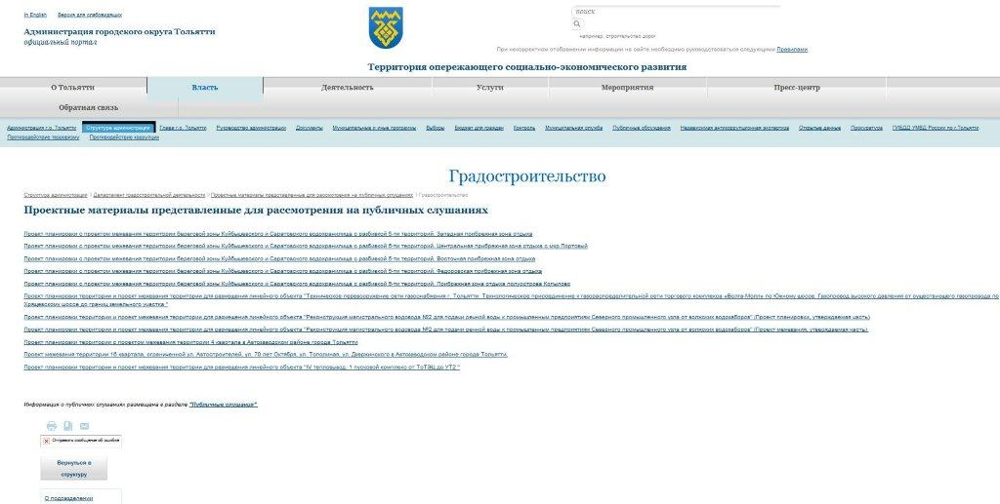 In English Версия для слабовидящих
Администрация городского округа Тольятти
официальный портал
поиск
например, строительство дорог
При некорректном отображении информации на сайте необходимо руководствоваться следующими Правилами.
Территория опережающего социально-экономического развития
О Тольятти Власть Деятельность Услуги Мероприятия Пресс-центр
Обратная связь
Администрация г.о. Тольятти Структура администрации Глава г.о. Тольятти Руководство администрации Документы Муниципальные и иные программы Выборы Бюджет для граждан Контроль Муниципальная служба Публичные обсуждения Независимая антикоррупционная экспертиза Открытые данные Прокуратура ГИБДД УМВД России по г.Тольятти
Противодействие терроризму Противодействие коррупции
Градостроительство
Структура администрации / Департамент градостроительной деятельности / Проектные материалы представленные для рассмотрения на публичных слушаниях / Градостроительство
Проектные материалы представленные для рассмотрения на публичных слушаниях
Проект планировки с проектом межевания территории береговой зоны Куйбышевского и Саратовского водохранилища с разбивкой 5-ти территорий. Западная прибрежная зона отдыха
Проект планировки с проектом межевания территории береговой зоны Куйбышевского и Саратовского водохранилища с разбивкой 5-ти территорий. Центральная прибрежная зона отдыха с мкр.Портовый
Проект планировки с проектом межевания территории береговой зоны Куйбышевского и Саратовского водохранилища с разбивкой 5-ти территорий. Восточная прибрежная зона отдыха
Проект планировки с проектом межевания территории береговой зоны Куйбышевского и Саратовского водохранилища с разбивкой 5-ти территорий. Федоровская прибрежная зона отдыха
Проект планировки с проектом межевания территории береговой зоны Куйбышевского и Саратовского водохранилища с разбивкой 5-ти территорий. Прибрежная зона отдыха полуострова Копылово
Проект планировки территории и проект межевания территории для размещения линейного объекта "Техническое перевооружение сети газоснабжения г. Тольятти. Технологическое присоединение к газораспределительной сети торгового комплекса «Волга-Молл» по Южному шоссе. Газопровод высокого давления от существующего газопровода по
Хрящевскому шоссе до границ земельного участка "
Проект планировки территории и проект межевания территории для размещения линейного объекта "Реконструкция магистрального водовода №2 для подачи речной воды к промышленным предприятиям Северного промышленного узла от волжских водозаборов" (Проект планировки, утверждаемая часть)
Проект планировки территории и проект межевания территории для размещения линейного объекта "Реконструкция магистрального водовода №2 для подачи речной воды к промышленным предприятиям Северного промышленного узла от волжских водозаборов" (Проект межевания, утверждаемая часть)
Проект планировки территории с проектом межевания территории 4 квартала в Автозаводском районе города Тольятти
Проект межевания территории 16 квартала, ограниченной ул. Автостроителей, ул. 70 лет Октября, ул. Тополиная, ул. Дзержинского в Автозаводском районе города Тольятти.
Проект планировки территории и проект межевания территории для размещения линейного объекта "IV тепловывод. 1 пусковой комплекс от ТоТЭЦ до УТ2 "
Информация о публичных слушаниях размещена в разделе "Публичные слушания".
Отправить сообщение об ошибке
Вернуться в
структуру
О подразделении